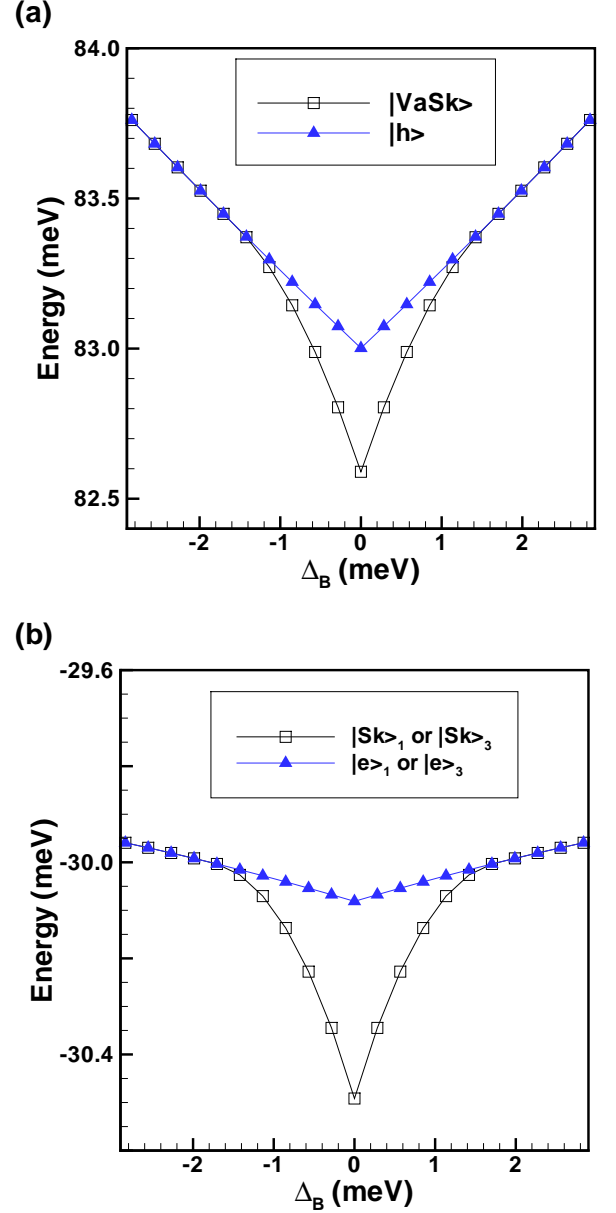 (a)
84.0
|VaSk>
|h>
83.5
83.0
82.5
Energy (meV)
-2 -1 0 1 2
Δ_B (meV)
(b)
-29.6
|Sk>₁ or |Sk>₃
|e>₁ or |e>₃
-30.0
-30.4
Energy (meV)
-2 -1 0 1 2
Δ_B (meV)